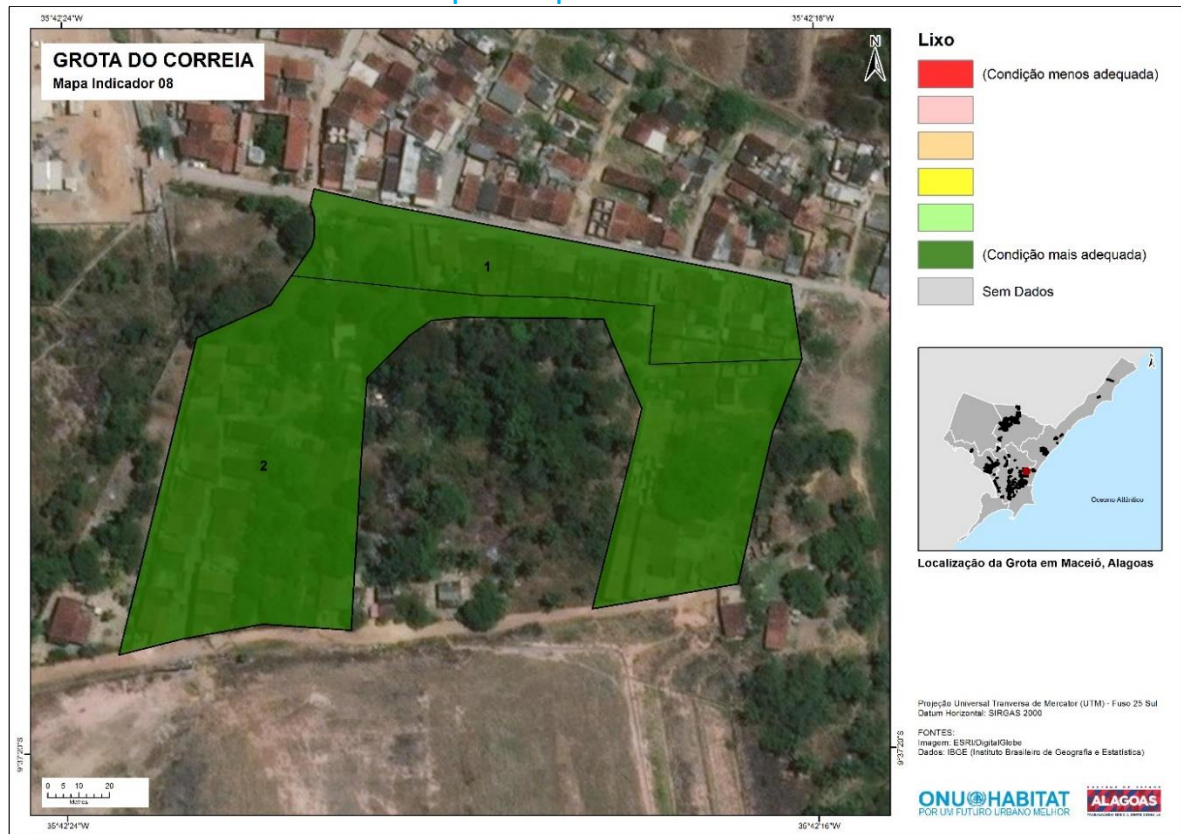 35°42'24"W
35°42'18"W
GROTA DO CORREIA
Mapa Indicador 08
N
1
2
9°37'20"S
9°37'20"S
0 5 10 20
Metros
35°42'24"W
35°42'16"W
Lixo
(Condição menos adequada)
(Condição mais adequada)
Sem Dados
Oceano Atlântico
Localização da Grota em Maceió, Alagoas
Projeção Universal Tranversa de Mercator (UTM) - Fuso 25 Sul
Datum Horizontal: SIRGAS 2000
FONTES:
Imagem: ESRI/DigitalGlobe
Dados: IBGE (Instituto Brasileiro de Geografia e Estatística)
ONU HABITAT
POR UM FUTURO URBANO MELHOR
ALAGOAS